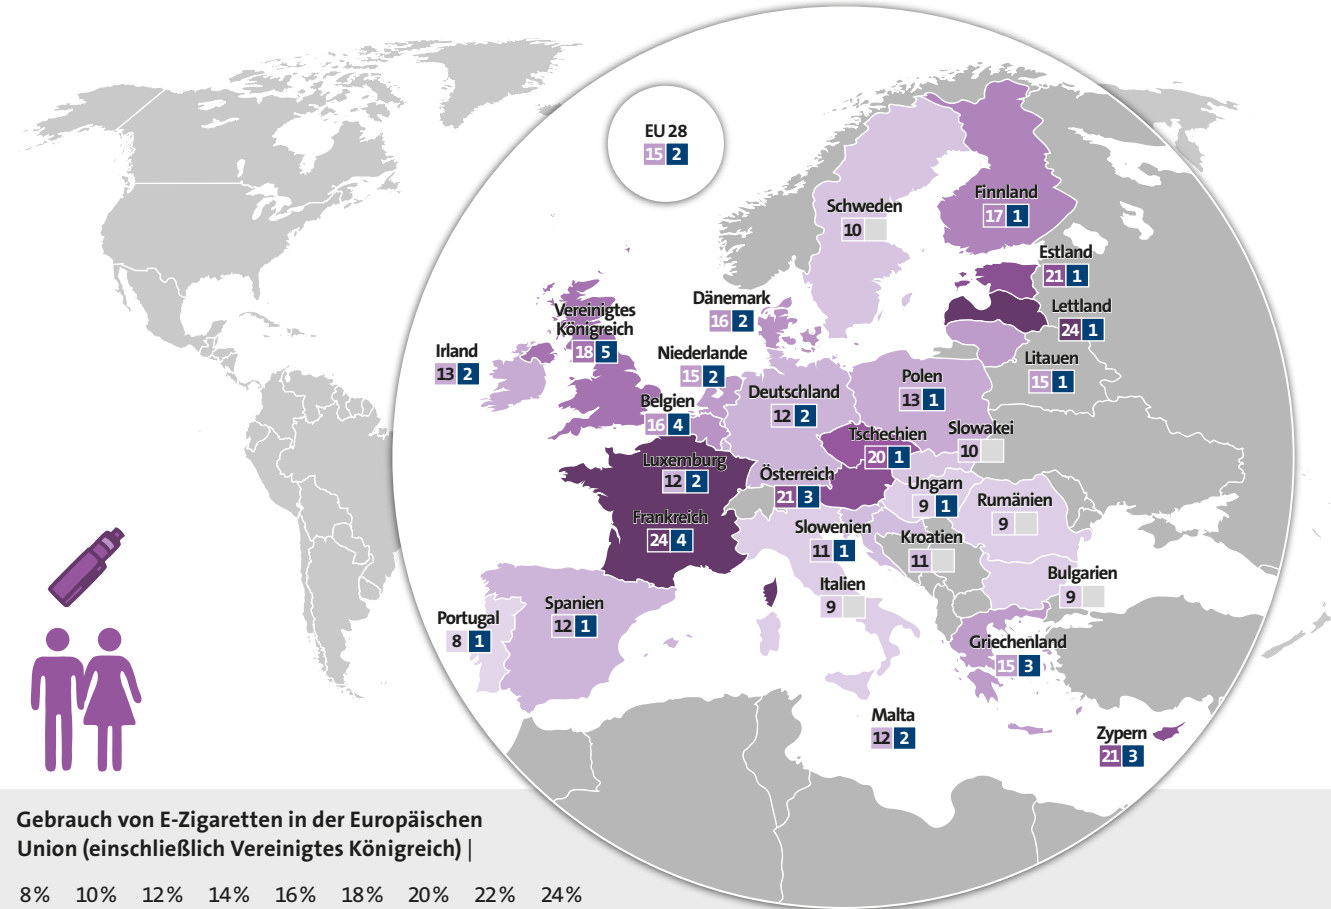 EU 28
15 2
Schweden
10
Finnland
17 1
Estland
21 1
Lettland
24 1
Litauen
15 1
Dänemark
16 2
Vereinigtes
Königreich
18 5
Irland
13 2
Niederlande
15 2
Belgien
16 4
Deutschland
12 2
Polen
13 1
Tschechien
20 1
Slowakei
10
Luxemburg
12 2
Österreich
21 3
Ungarn
9 1
Rumänien
9
Frankreich
24 4
Slowenien
11 1
Kroatien
11
Italien
9
Bulgarien
9
Spanien
12 1
Portugal
8 1
Griechenland
15 3
Malta
12 2
Zypern
21 3
Gebrauch von E-Zigaretten in der Europäischen
Union (einschließlich Vereinigtes Königreich) |
8 % 10 % 12 % 14 % 16 % 18 % 20 % 22 % 24 %